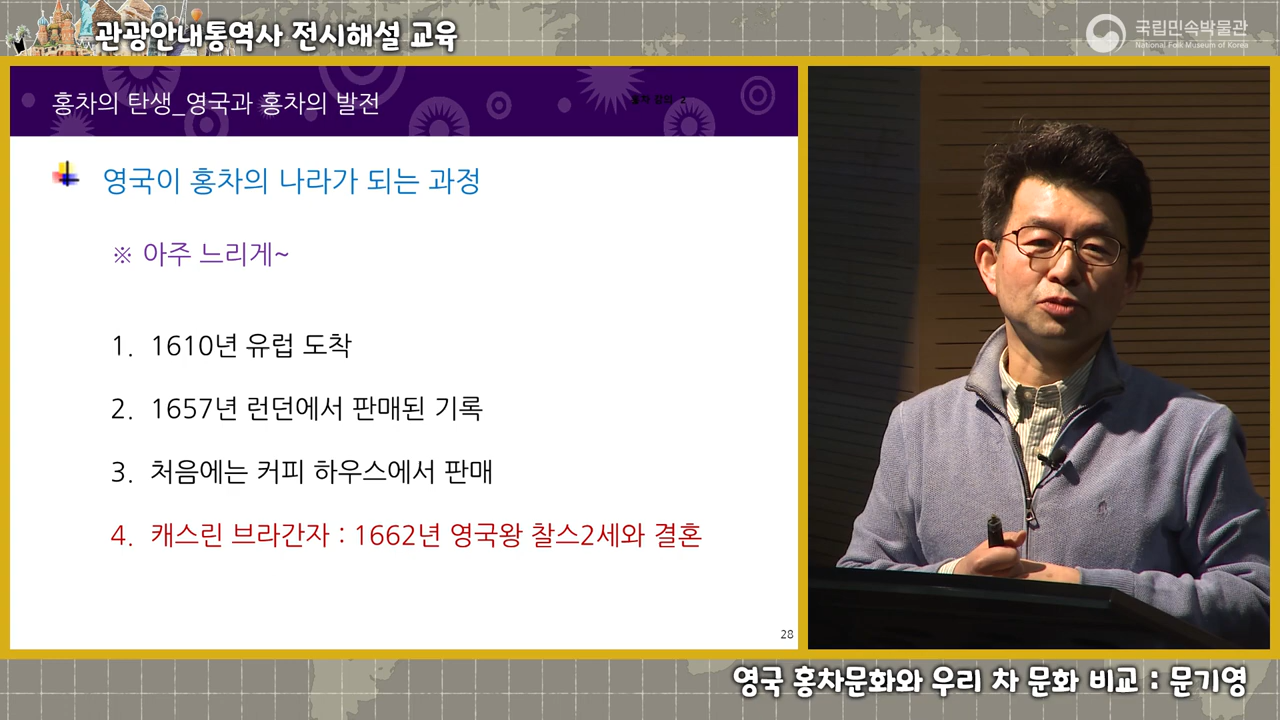 관광안내통역사 전시해설 교육
국립민속박물관
National Folk Museum of Korea
홍차의 탄생_영국과 홍차의 발전
홍차 강의 2
영국이 홍차의 나라가 되는 과정
※ 아주 느리게~
1. 1610년 유럽 도착
2. 1657년 런던에서 판매된 기록
3. 처음에는 커피 하우스에서 판매
4. 캐스린 브라간자 : 1662년 영국왕 찰스2세와 결혼
28
영국 홍차문화와 우리 차 문화 비교 : 문기영